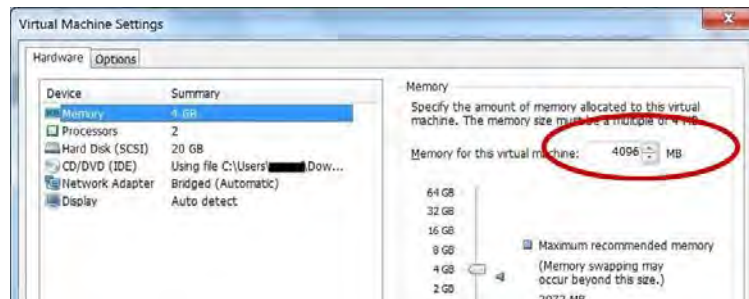 Virtual Machine Settings
Hardware Options
Device Summary
Memory 4 GB
Processors 2
Hard Disk (SCSI) 20 GB
CD/DVD (IDE) Using file C:\Users\ \Dow...
Network Adapter Bridged (Automatic)
Display Auto detect
Memory
Specify the amount of memory allocated to this virtual
machine. The memory size must be a multiple of 4 MB.
Memory for this virtual machine: 4096 MB
64 GB
32 GB
16 GB
8 GB
4 GB
2 GB
Maximum recommended memory
(Memory swapping may
occur beyond this size.)